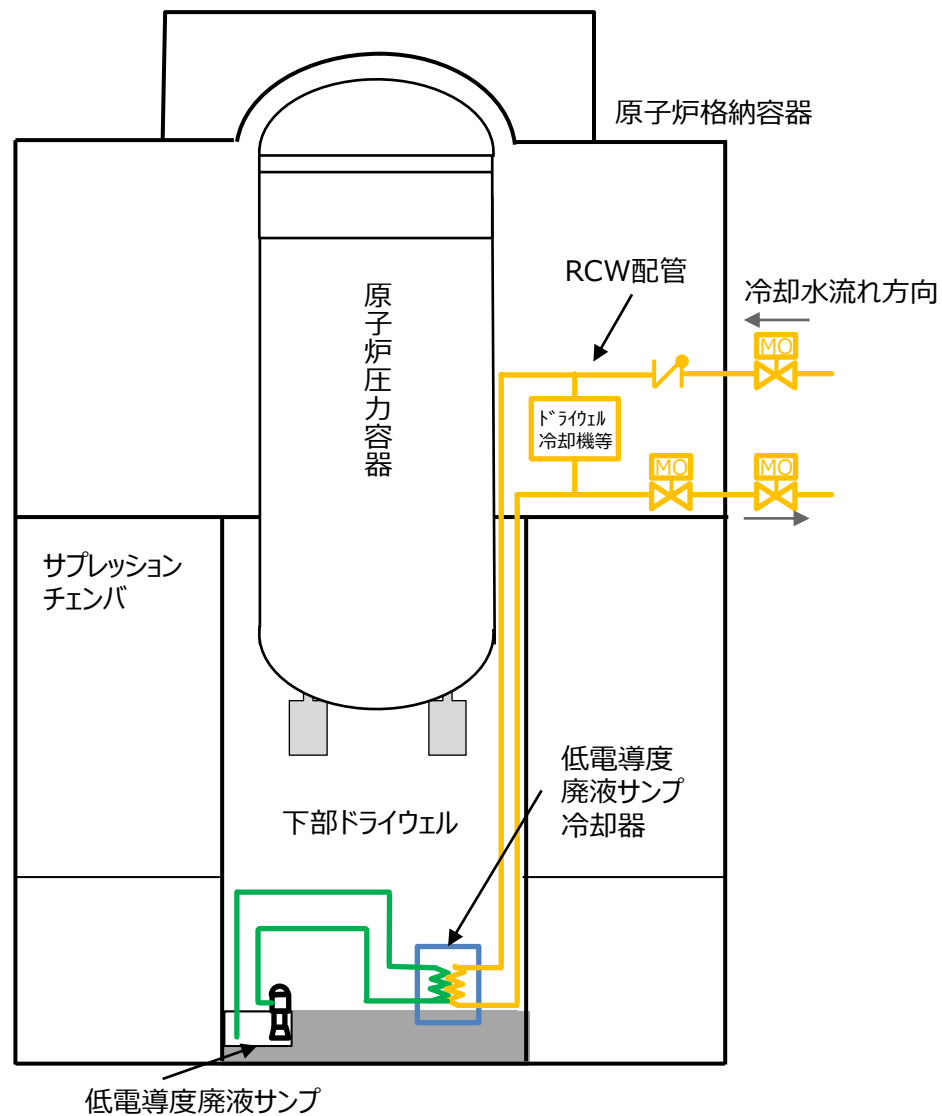 原子炉格納容器
RCW配管
冷却水流れ方向
MO
原子炉圧力容器
ﾄﾞﾗｲｳｪﾙ
冷却機等
MO
MO
サプレッション
チェンバ
低電導度
廃液サンプ
冷却器
下部ドライウェル
低電導度廃液サンプ